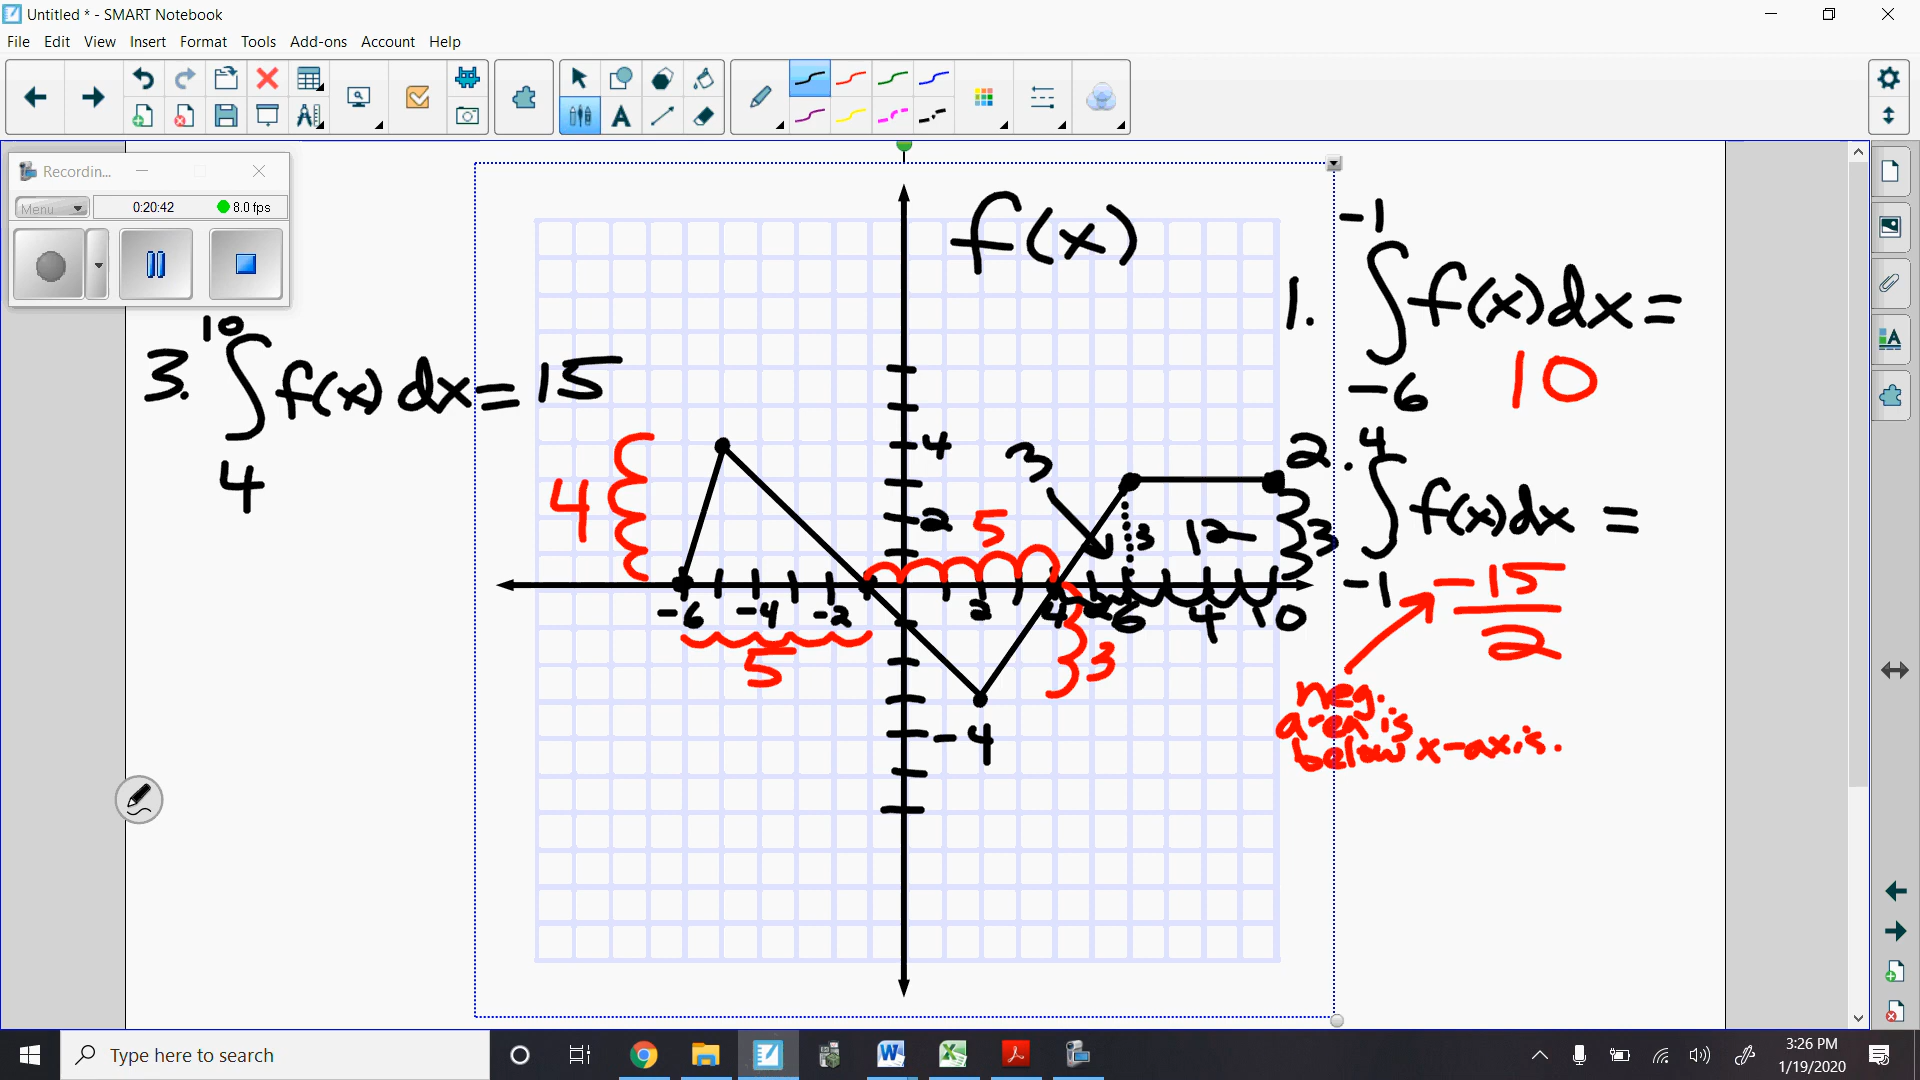 Untitled * - SMART Notebook
File Edit View Insert Format Tools Add-ons Account Help
Recordin...
Menu 0:20:42 8.0 fps
f(x)
1. ∫ f(x)dx =
-1
-6
10
2. ∫ f(x)dx =
4
-1
-15
2
neg.
area is
below x-axis.
3. ∫ f(x) dx = 15
10
4
4
4
3
2
5
3
12
3
-6 -4 -2 2 4 2 6 4 10
5
3
-4
Type here to search
3:26 PM
1/19/2020